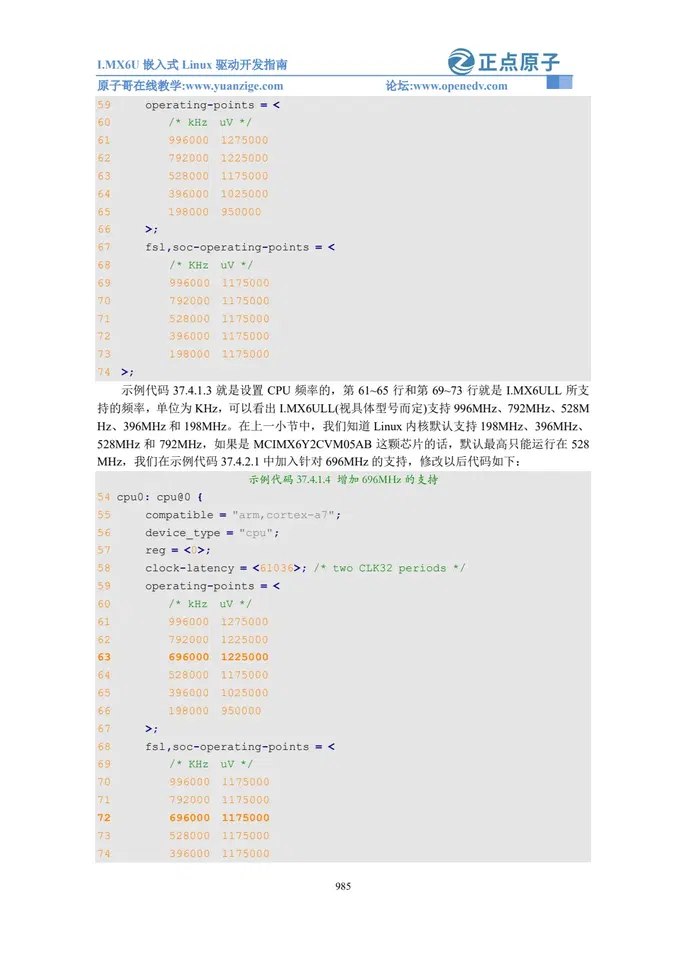 I.MX6U 嵌入式 Linux 驱动开发指南
正点原子
原子哥在线教学:www.yuanzige.com 论坛:www.openedv.com
59 operating-points = <
60 /* kHz uV */
61 996000 1275000
62 792000 1225000
63 528000 1175000
64 396000 1025000
65 198000 950000
66 >;
67 fsl,soc-operating-points = <
68 /* KHz uV */
69 996000 1175000
70 792000 1175000
71 528000 1175000
72 396000 1175000
73 198000 1175000
74 >;
示例代码 37.4.1.3 就是设置 CPU 频率的，第 61~65 行和第 69~73 行就是 I.MX6ULL 所支
持的频率，单位为 KHz，可以看出 I.MX6ULL(视具体型号而定)支持 996MHz、792MHz、528M
Hz、396MHz 和 198MHz。在上一小节中，我们知道 Linux 内核默认支持 198MHz、396MHz、
528MHz 和 792MHz，如果是 MCIMX6Y2CVM05AB 这颗芯片的话，默认最高只能运行在 528
MHz，我们在示例代码 37.4.2.1 中加入针对 696MHz 的支持，修改以后代码如下：
示例代码 37.4.1.4 增加 696MHz 的支持
54 cpu0: cpu@0 {
55 compatible = "arm,cortex-a7";
56 device_type = "cpu";
57 reg = <0>;
58 clock-latency = <61036>; /* two CLK32 periods */
59 operating-points = <
60 /* kHz uV */
61 996000 1275000
62 792000 1225000
63 696000 1225000
64 528000 1175000
65 396000 1025000
66 198000 950000
67 >;
68 fsl,soc-operating-points = <
69 /* KHz uV */
70 996000 1175000
71 792000 1175000
72 696000 1175000
73 528000 1175000
74 396000 1175000
985